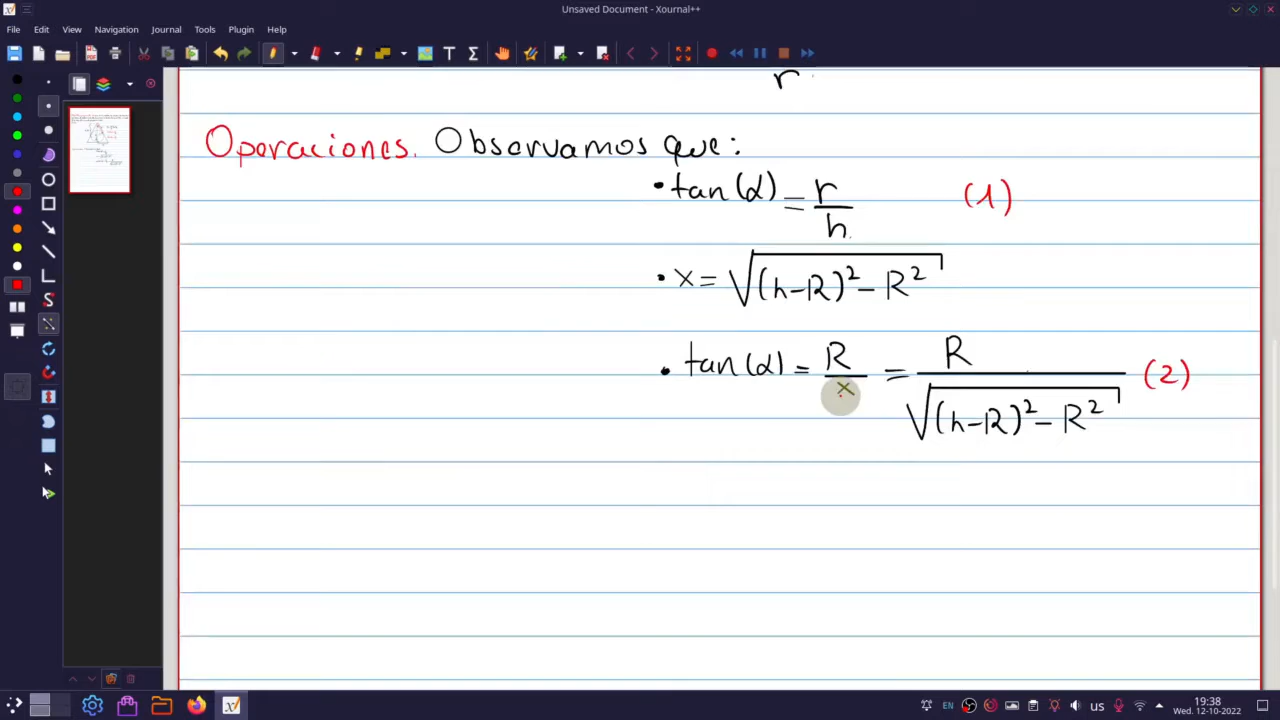 Unsaved Document - Xournal++
File Edit View Navigation Journal Tools Plugin Help
r
Operaciones. Observamos que:
• tan(α) = r/h (1)
• x = √((h-R)² - R²)
• tan(α) = R/x = R/√((h-R)² - R²) (2)
EN us 19:38
Wed. 12-10-2022